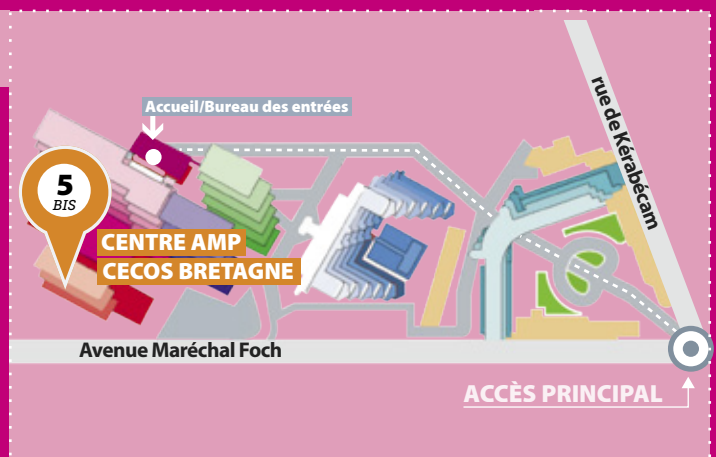 Accueil/Bureau des entrées
rue de Kérabécam
5
BIS
CENTRE AMP
CECOS BRETAGNE
Avenue Maréchal Foch
ACCÈS PRINCIPAL